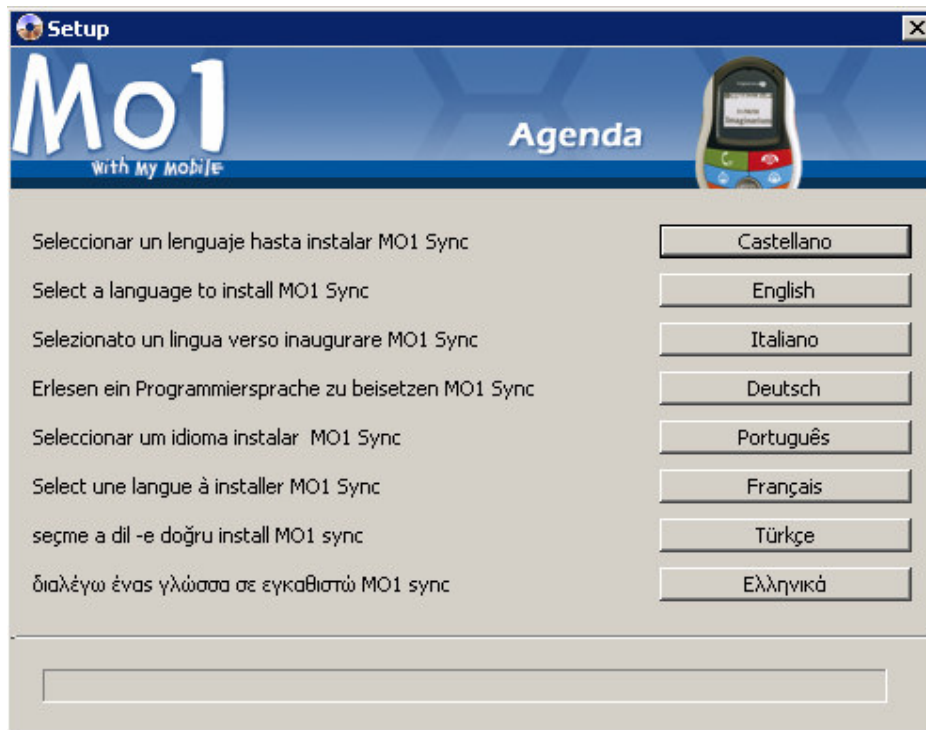 Setup
Mo1
With My Mobile
Agenda
Imaginarium
Seleccionar un lenguaje hasta instalar MO1 Sync
Castellano
Select a language to install MO1 Sync
English
Selezionato un lingua verso inaugurare MO1 Sync
Italiano
Erlesen ein Programmiersprache zu beisetzen MO1 Sync
Deutsch
Seleccionar um idioma instalar MO1 Sync
Português
Select une langue à installer MO1 Sync
Français
seçme a dil -e doğru install MO1 sync
Türkçe
διαλέγω ένας γλώσσα σε εγκαθιστώ MO1 sync
Ελληνικά